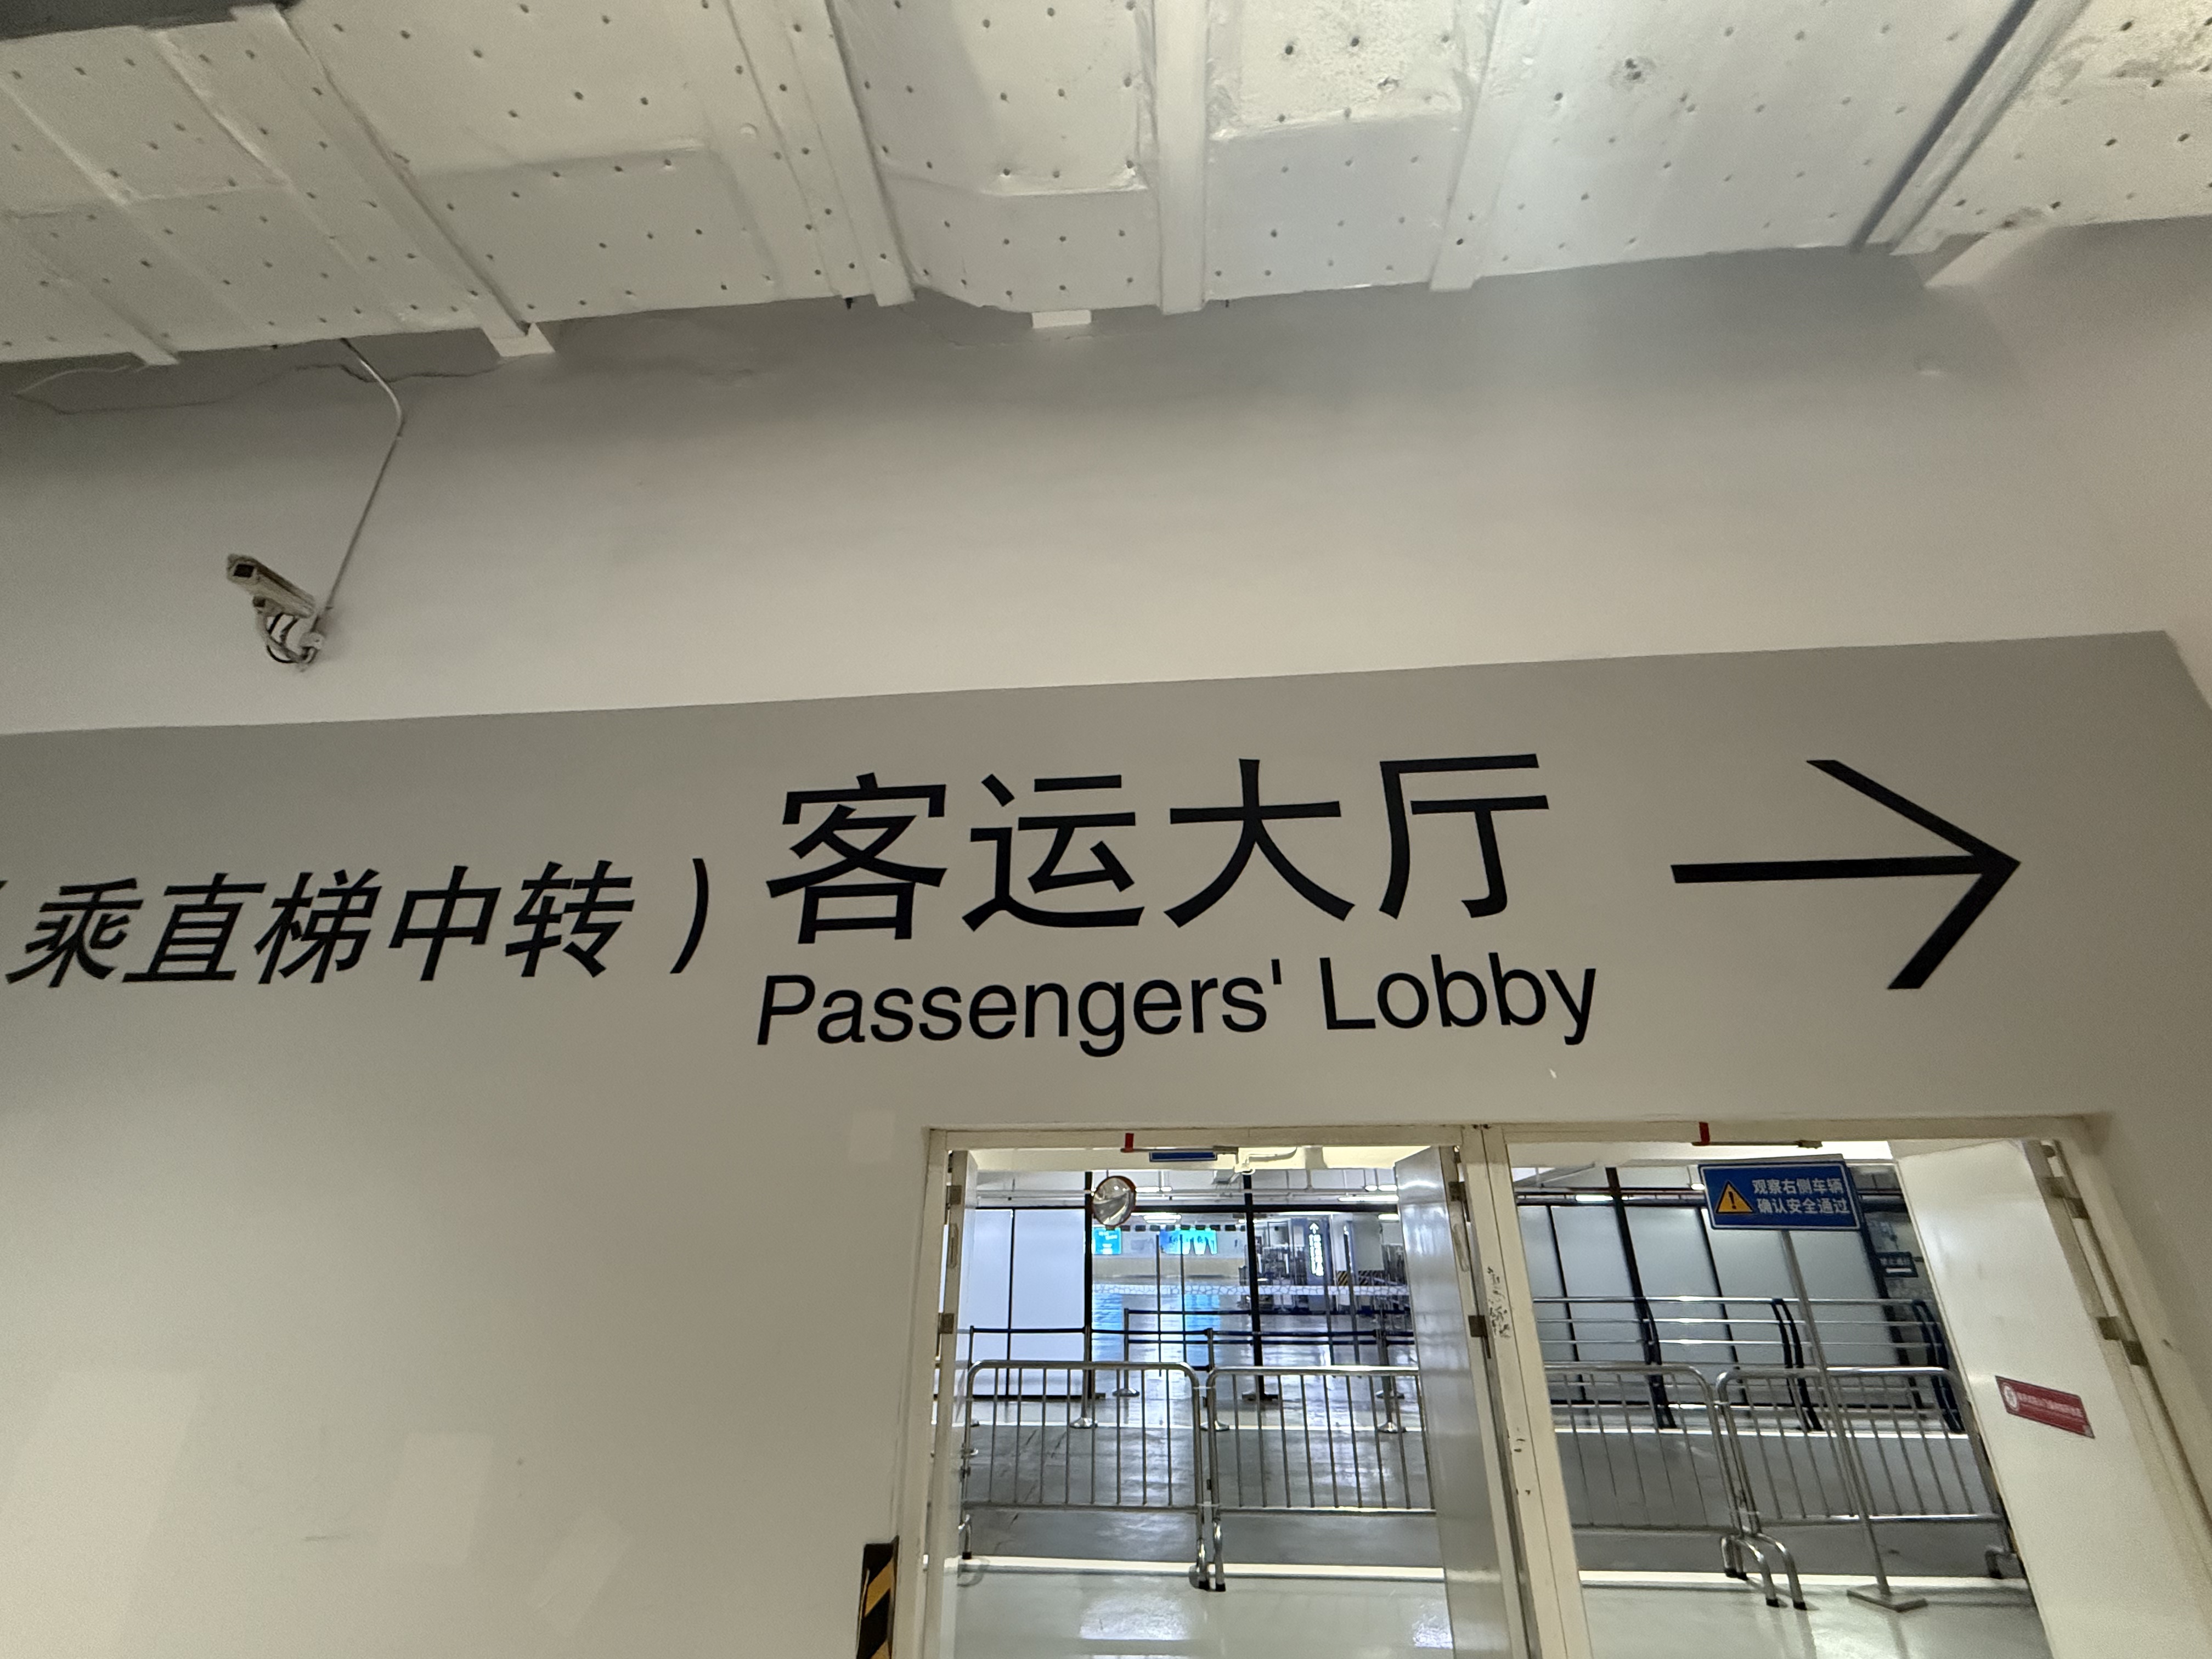 (乘直梯中转)
客运大厅
Passengers' Lobby
观察右侧车辆
确认安全通过